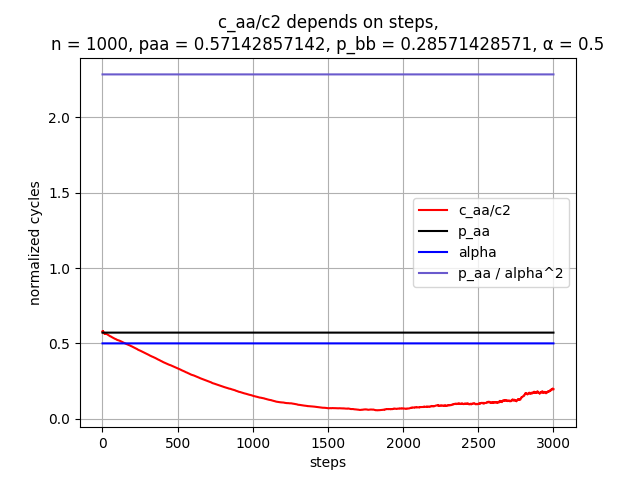 c_aa/c2 depends on steps,
n = 1000, paa = 0.57142857142, p_bb = 0.28571428571, α = 0.5
2.0
1.5
1.0
0.5
0.0
normalized cycles
c_aa/c2
p_aa
alpha
p_aa / alpha^2
0 500 1000 1500 2000 2500 3000
steps